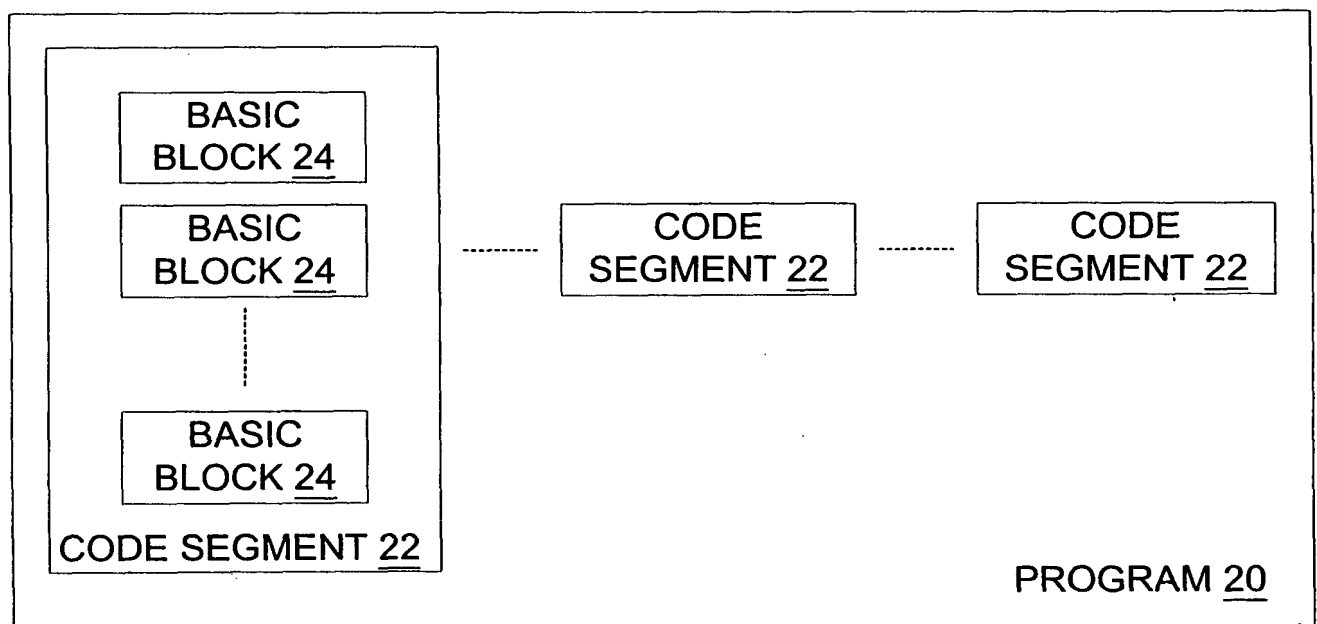 BASIC
BLOCK 24
BASIC
BLOCK 24
BASIC
BLOCK 24
CODE SEGMENT 22
CODE
SEGMENT 22
CODE
SEGMENT 22
PROGRAM 20